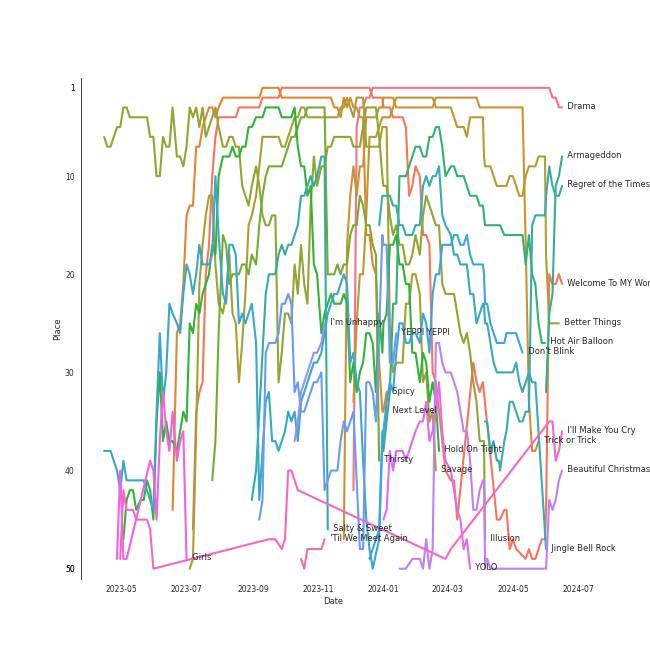 1
Drama
Armageddon
10
Regret of the Times
20
Welcome To MY Wor
I'm Unhappy
Better Things
YEPPI YEPPI
Place
Hot Air Balloon
Don't Blink
30
Spicy
Next Level
I'll Make You Cry
Trick or Trick
Hold On Tight
Thirsty
40
Savage
Beautiful Christmas
Salty & Sweet
'Til We Meet Again
Illusion
Jingle Bell Rock
Girls
50
YOLO
2023-05
2023-07
2023-09
2023-11
2024-01
2024-03
2024-05
2024-07
Date